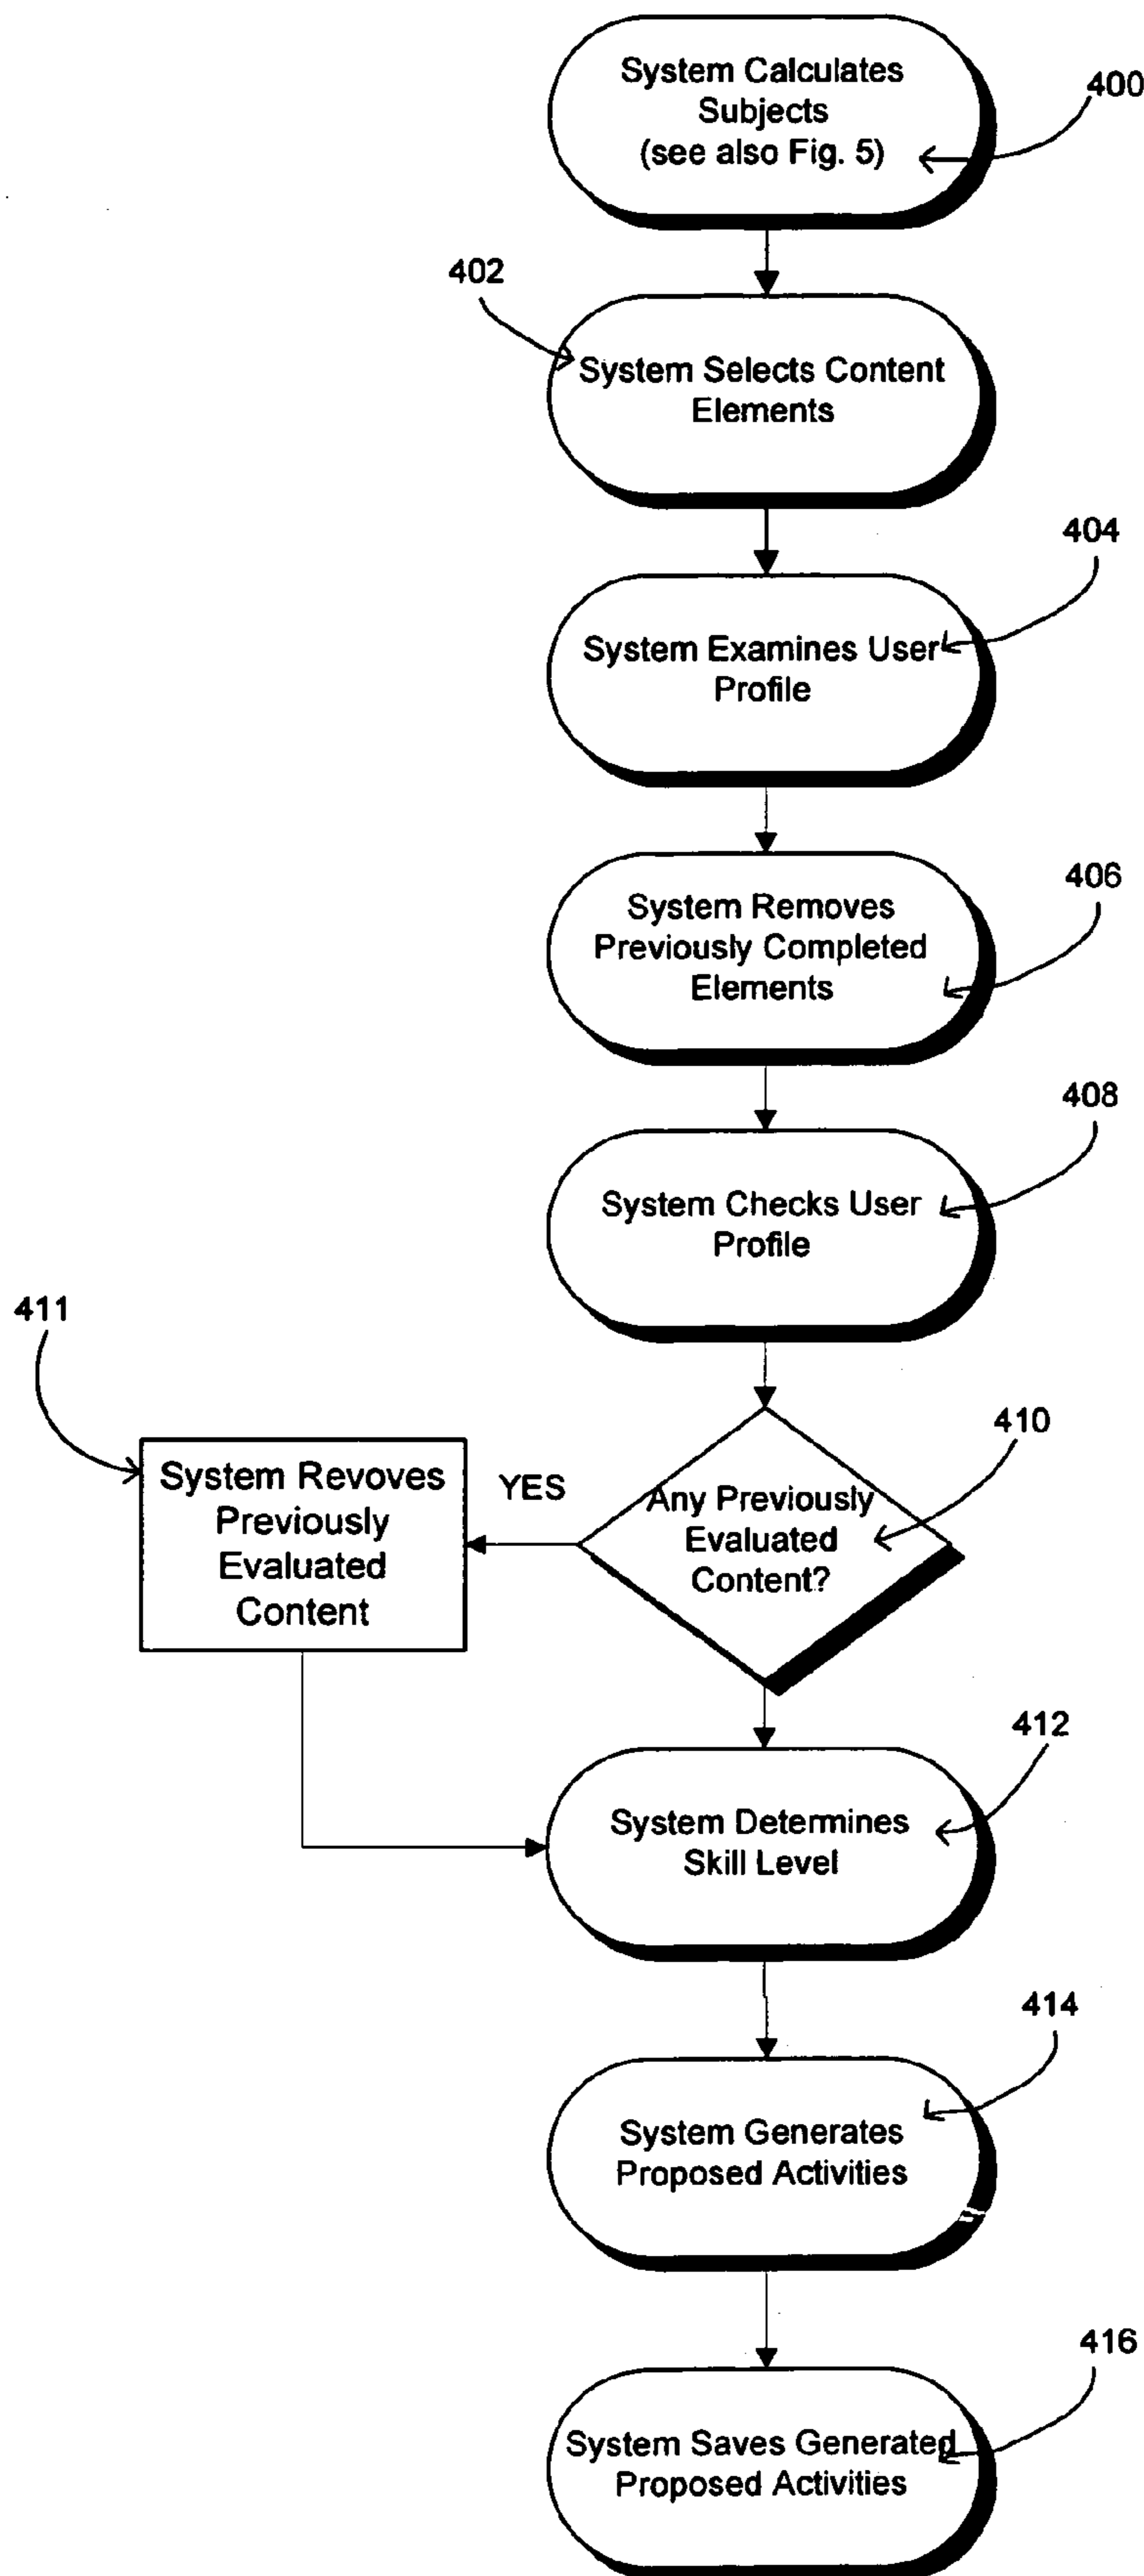 System Calculates
Subjects
(see also Fig. 5)
400
402
System Selects Content
Elements
404
System Examines User
Profile
406
System Removes
Previously Completed
Elements
408
System Checks User
Profile
411
410
System Revoves
Previously
Evaluated
Content
YES
Any Previously
Evaluated
Content?
412
System Determines
Skill Level
414
System Generates
Proposed Activities
416
System Saves Generated
Proposed Activities